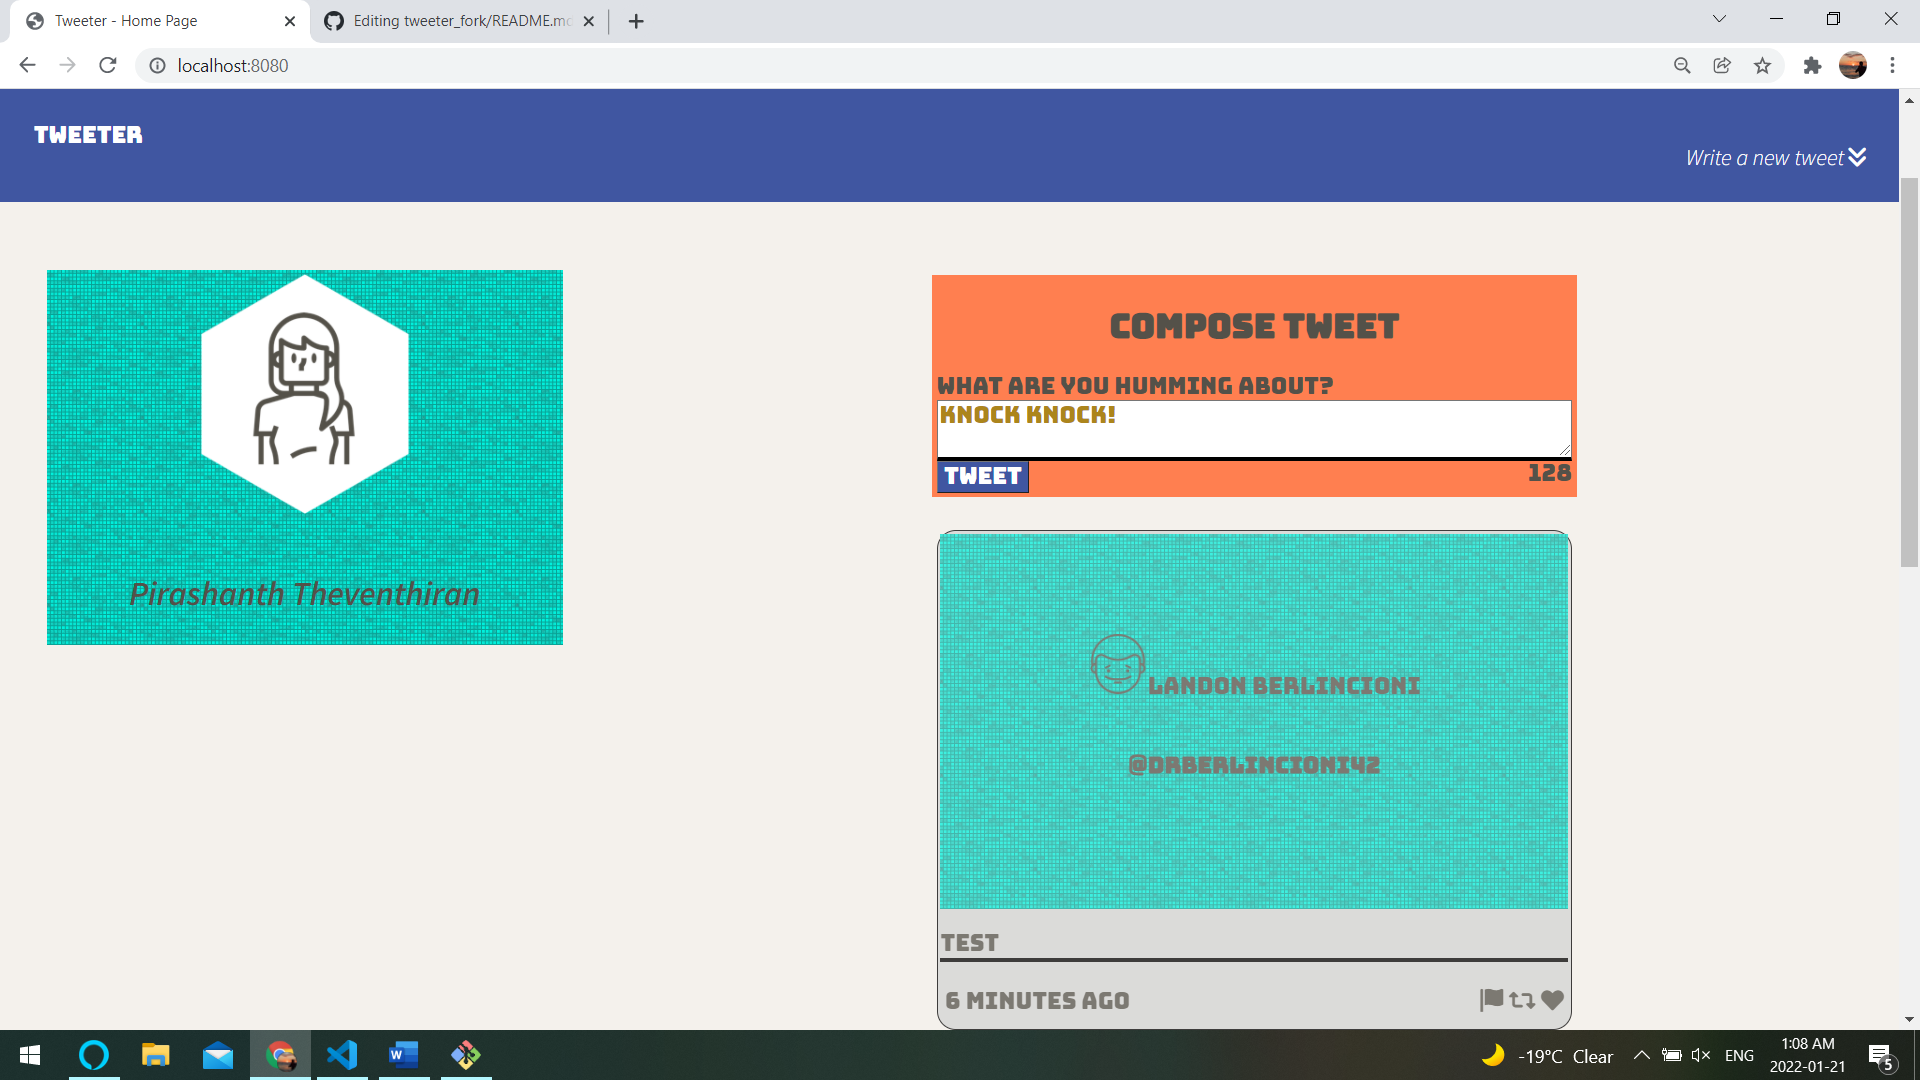 Tweeter - Home Page
Editing tweeter_fork/README.md
localhost:8080
TWEETER
Write a new tweet
Pirashanth Theventhiran
COMPOSE TWEET
WHAT ARE YOU HUMMING ABOUT?
KNOCK KNOCK!
TWEET
128
LANDON BERLINCIONI
@DRBERLINCIONI42
TEST
6 MINUTES AGO
-19°C Clear
ENG
1:08 AM
2022-01-21
5